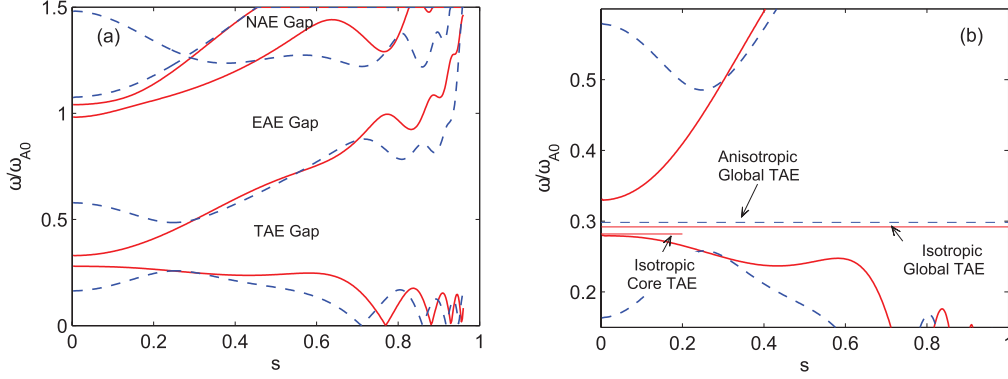 1.5
1
0.5
0
ω/ωA0
(a)
NAE Gap
EAE Gap
TAE Gap
0
0.2
0.4
0.6
0.8
1
s
0.5
0.4
0.3
0.2
ω/ωA0
(b)
Anisotropic
Global TAE
Isotropic
Core TAE
Isotropic
Global TAE
0
0.2
0.4
0.6
0.8
1
s